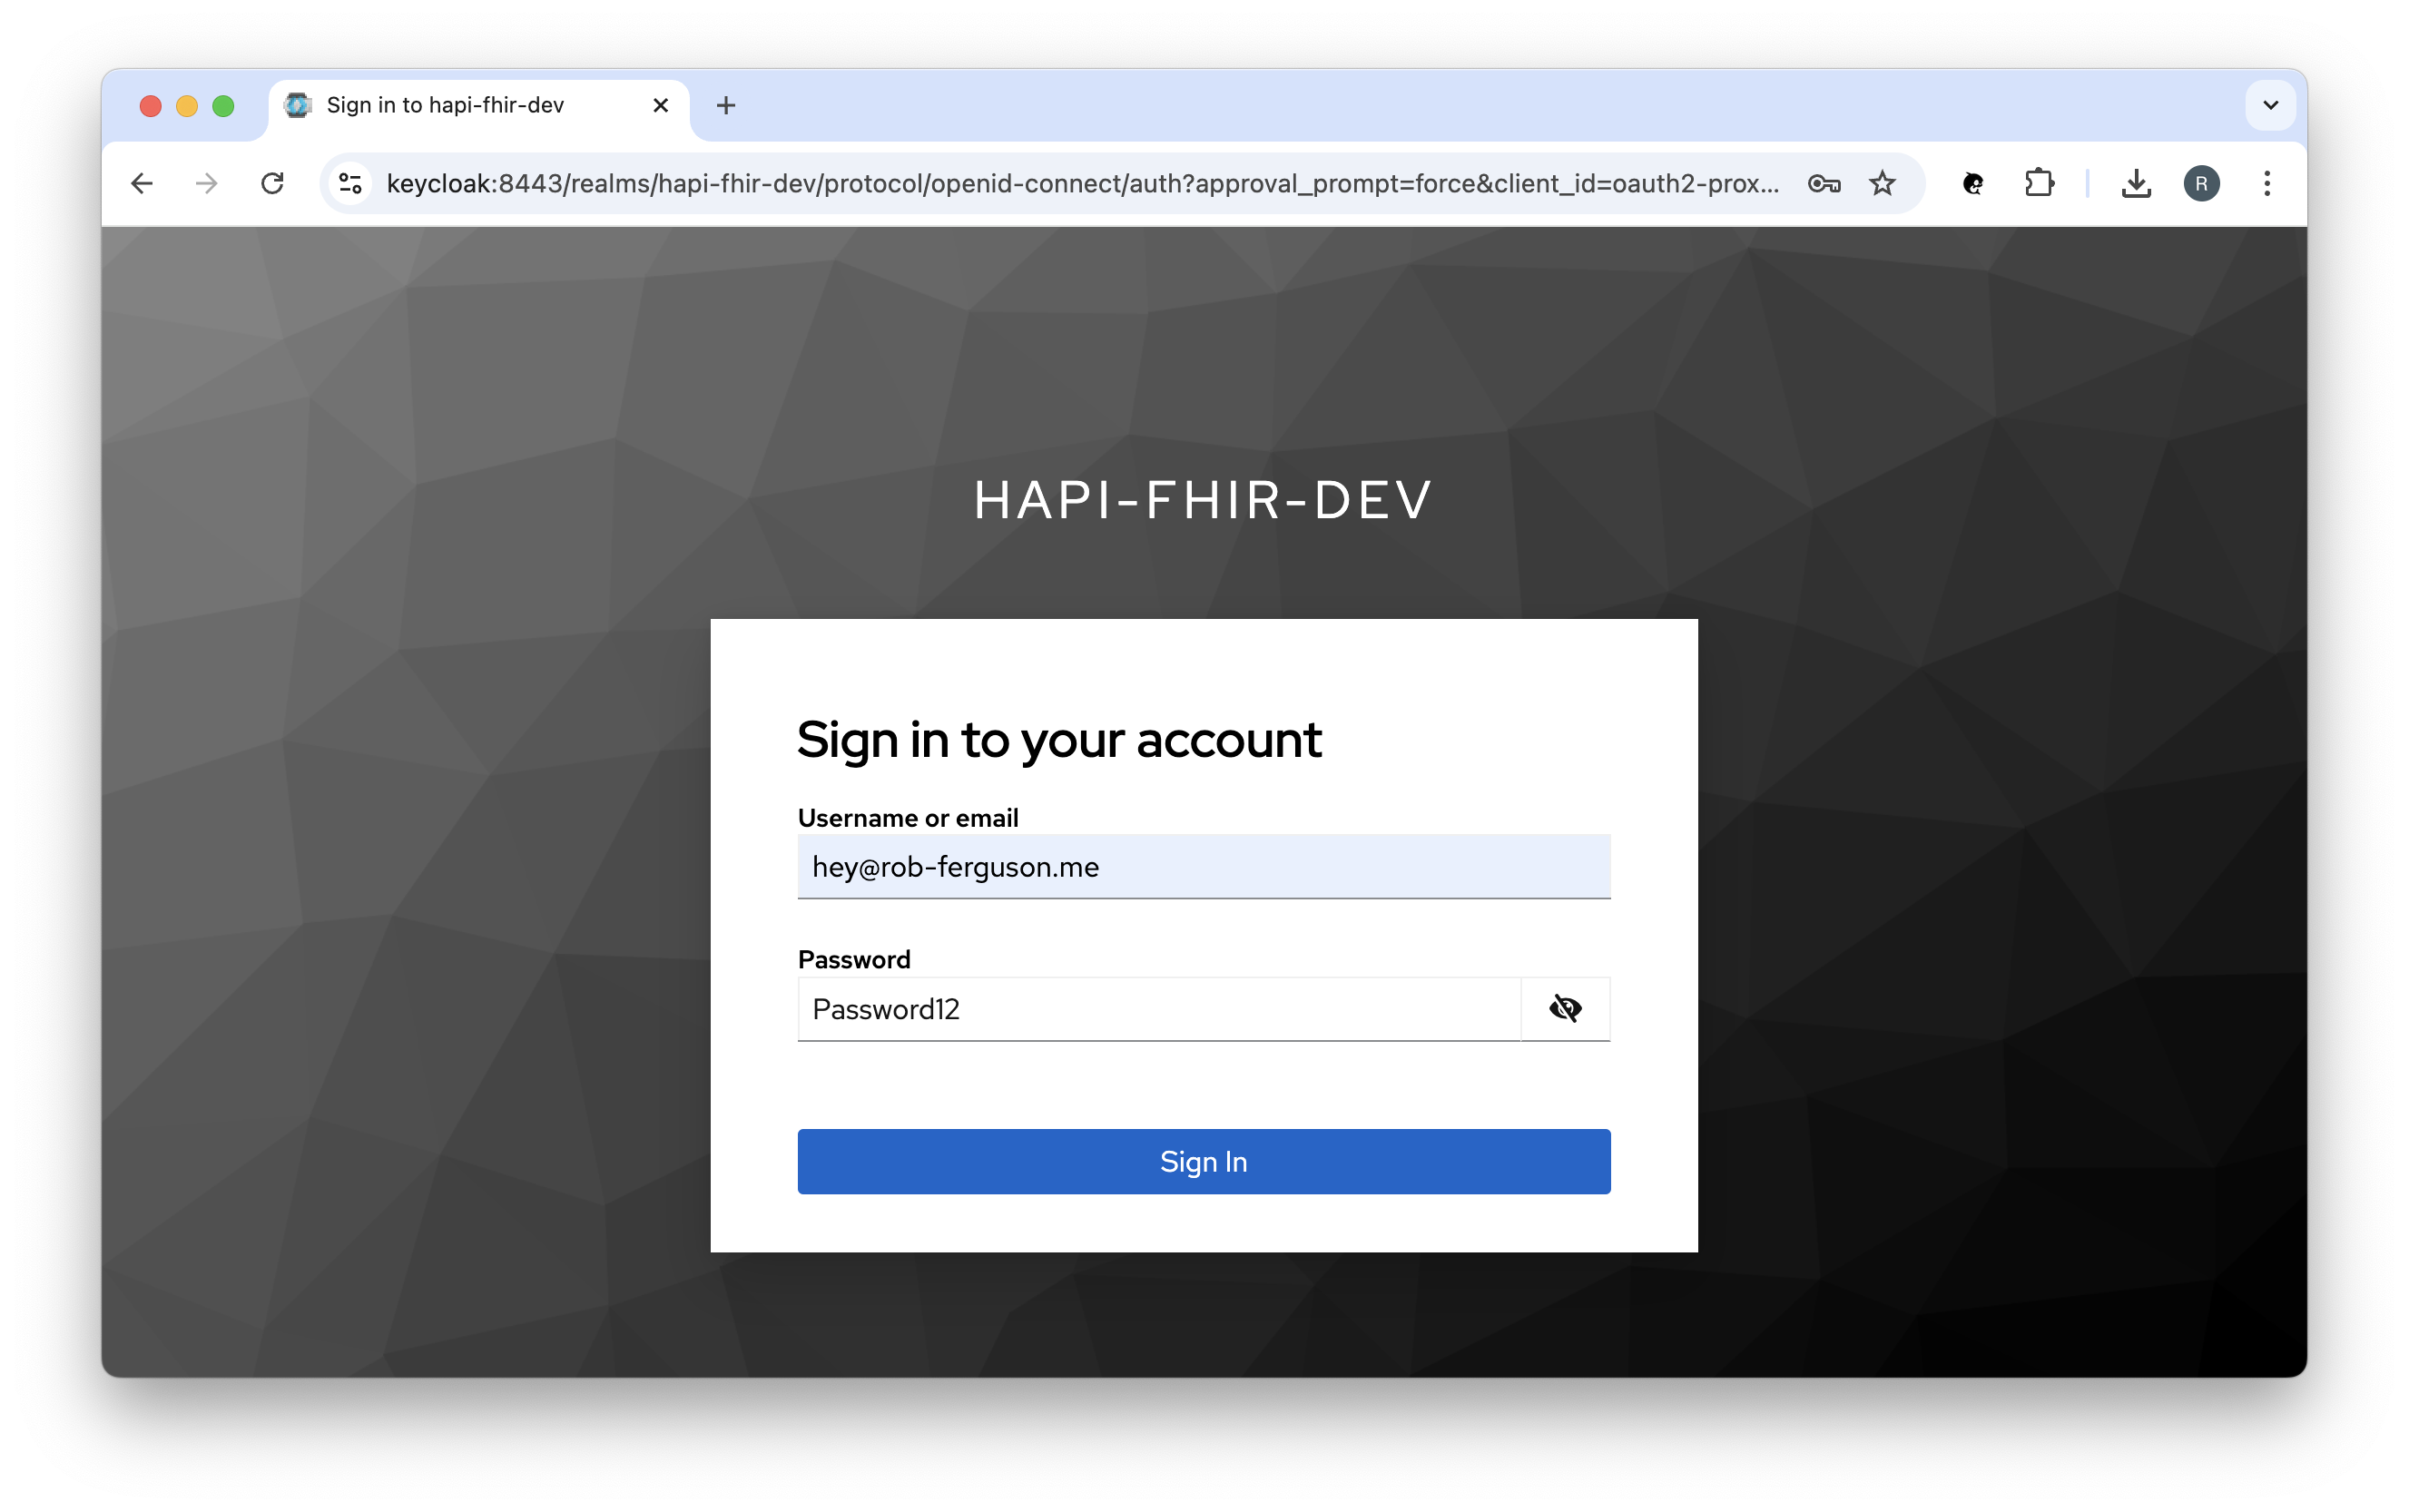 Sign in to hapi-fhir-dev
keycloak:8443/realms/hapi-fhir-dev/protocol/openid-connect/auth?approval_prompt=force&client_id=oauth2-prox...
R
HAPI-FHIR-DEV
Sign in to your account
Username or email
hey@rob-ferguson.me
Password
Password12
Sign In